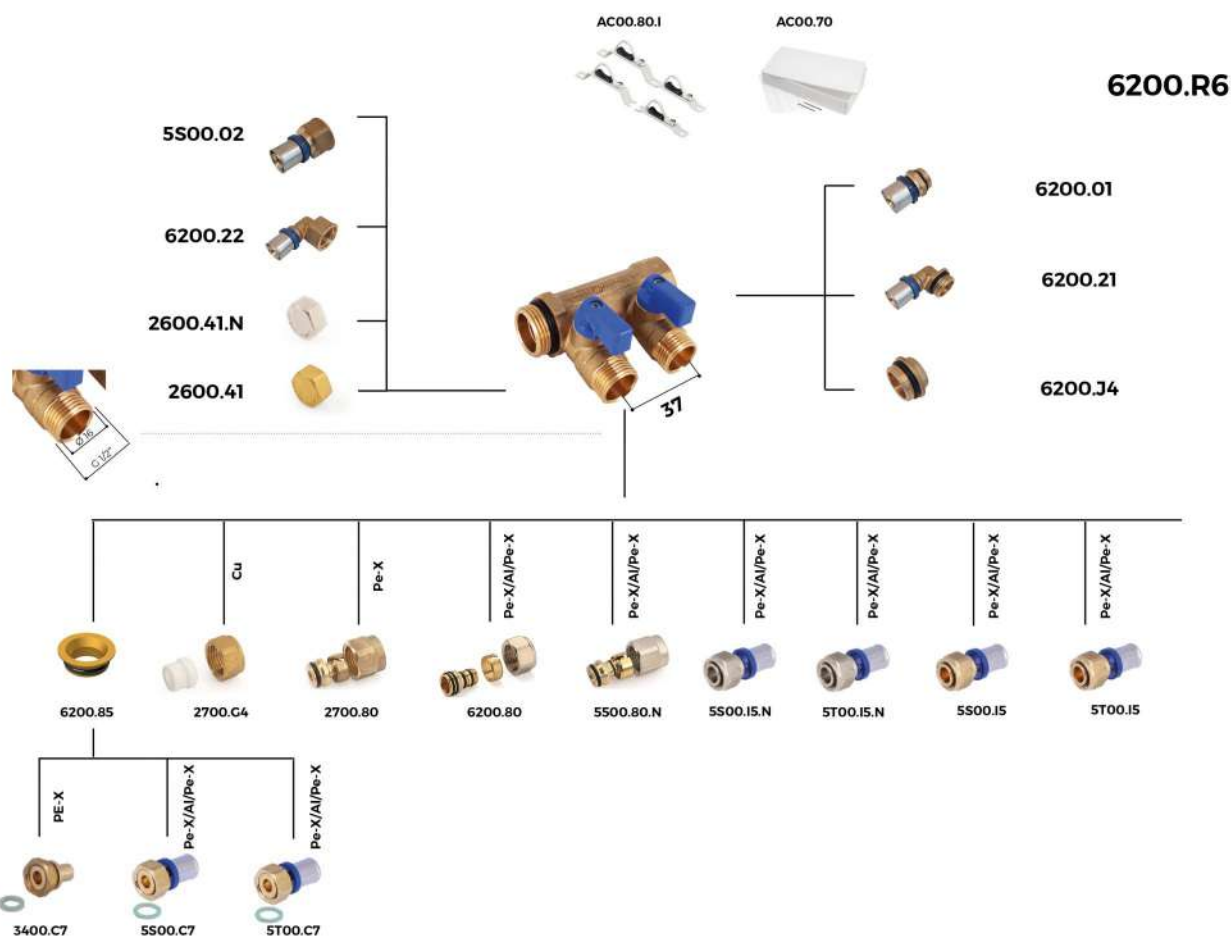 AC00.80.I
AC00.70
6200.R6
5S00.02
6200.22
2600.41.N
2600.41
6200.01
6200.21
6200.J4
37
Ø 16
G 1/2"
Cu
Pe-X
Pe-X/Al/Pe-X
Pe-X/Al/Pe-X
Pe-X/Al/Pe-X
Pe-X/Al/Pe-X
Pe-X/Al/Pe-X
Pe-X/Al/Pe-X
6200.85
2700.G4
2700.80
6200.80
5500.80.N
5S00.I5.N
5T00.I5.N
5S00.I5
5T00.I5
PE-X
Pe-X/Al/Pe-X
Pe-X/Al/Pe-X
3400.C7
5S00.C7
5T00.C7